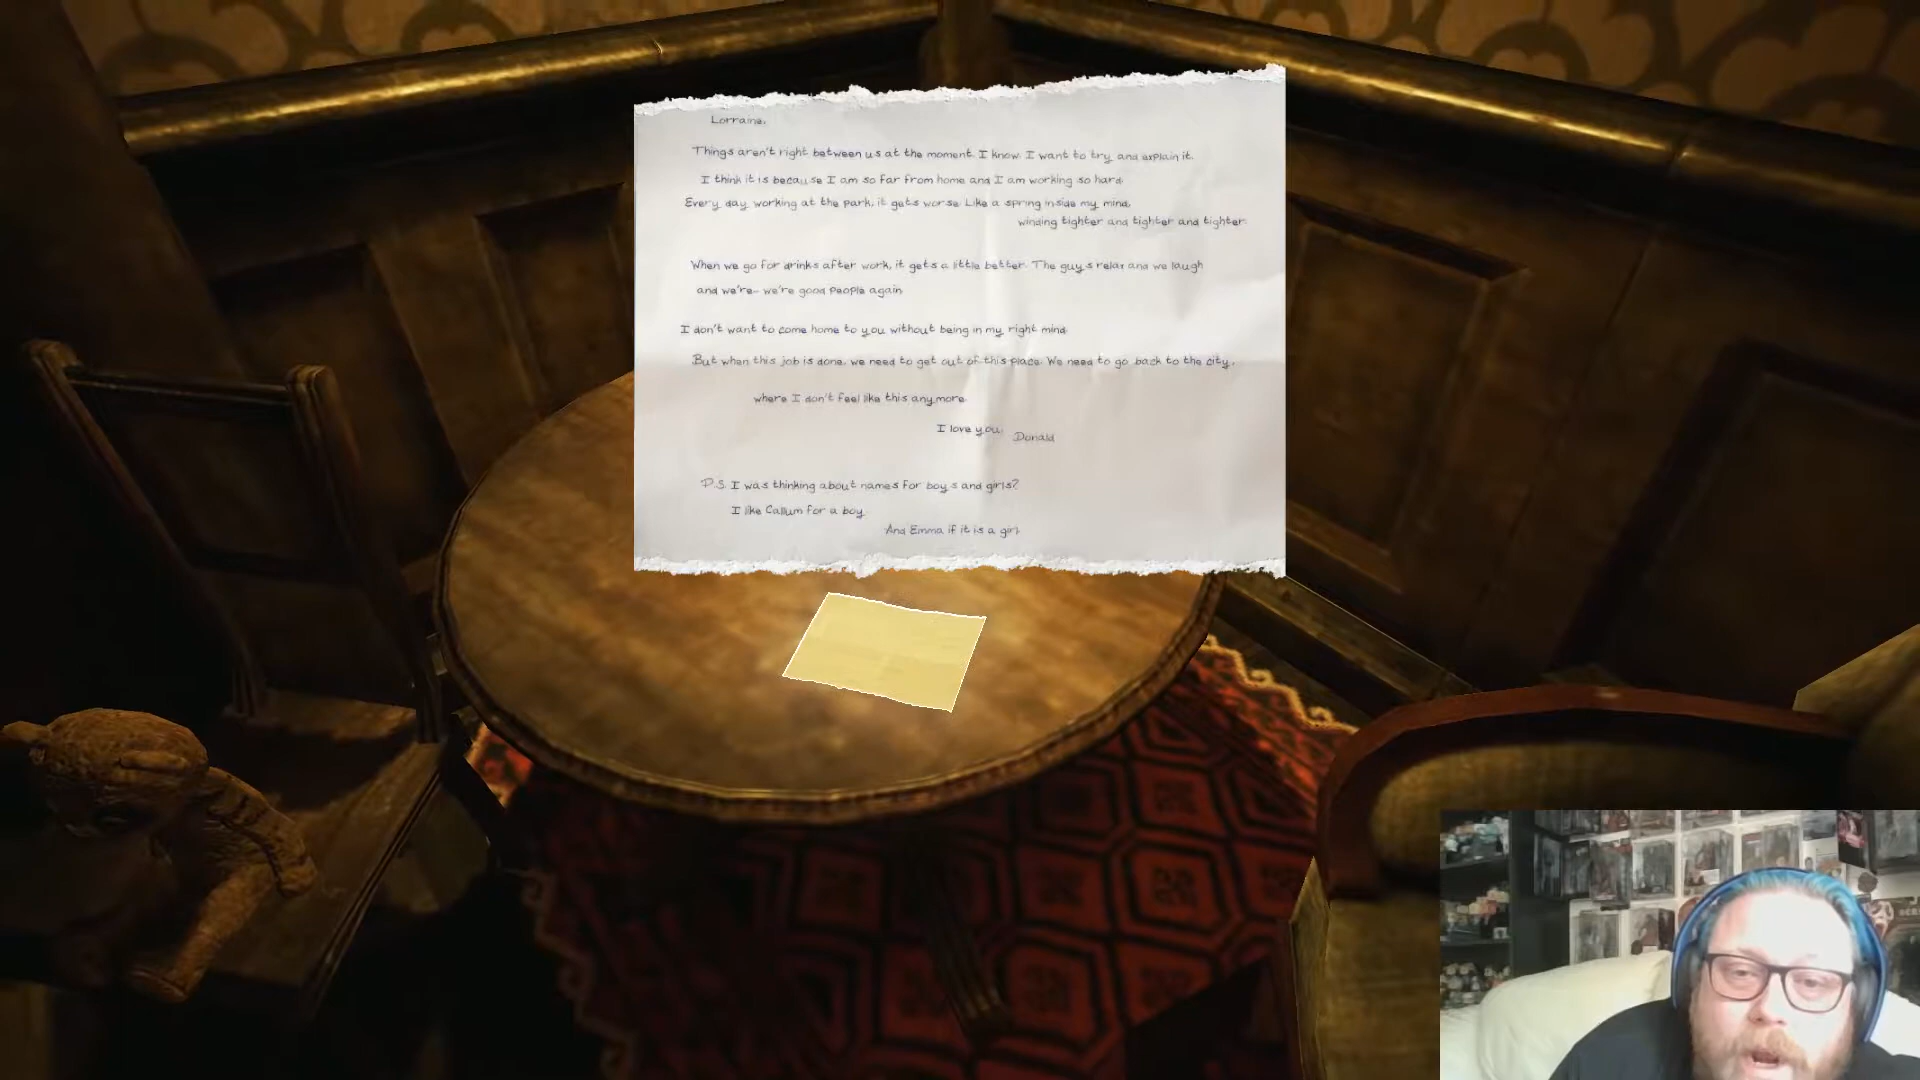 Lorraine,
Things aren't right between us at the moment. I know. I want to try and explain it.
I think it is because I am so far from home and I am working so hard.
Every day working at the park, it gets worse. Like a spring inside my mind,
winding tighter and tighter and tighter.
When we go for drinks after work, it gets a little better. The guys relax and we laugh
and we're- we're good people again.
I don't want to come home to you without being in my right mind.
But when this job is done, we need to get out of this place. We need to go back to the city,
where I don't feel like this anymore.
I love you.
Donald
P.S. I was thinking about names for boys and girls?
I like Callum for a boy.
And Emma if it is a girl.